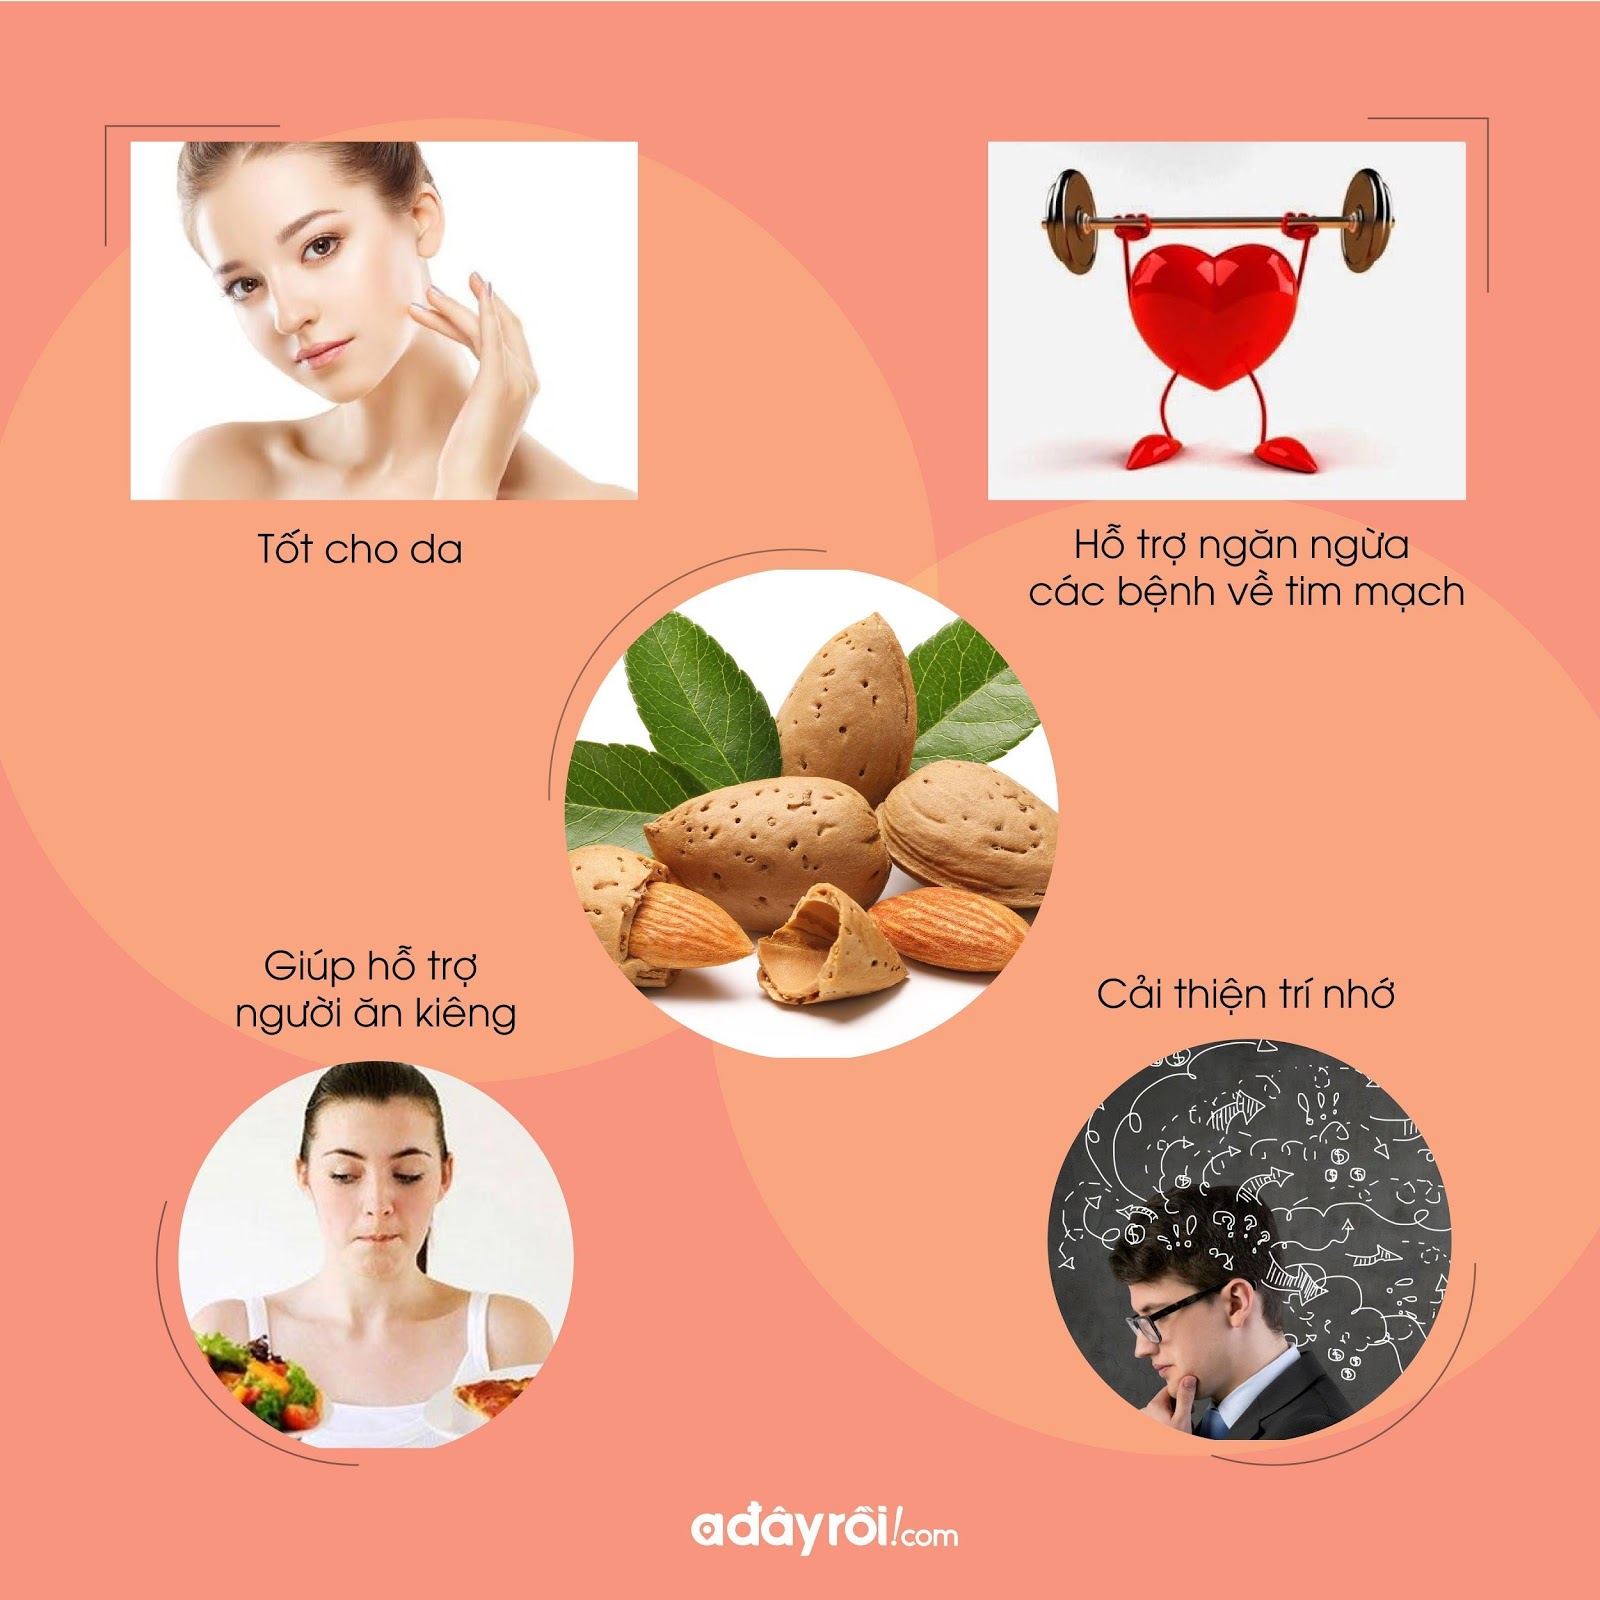 Tốt cho da
Hỗ trợ ngăn ngừa
các bệnh về tim mạch
Giúp hỗ trợ
người ăn kiêng
Cải thiện trí nhớ
adâyrồi!.com